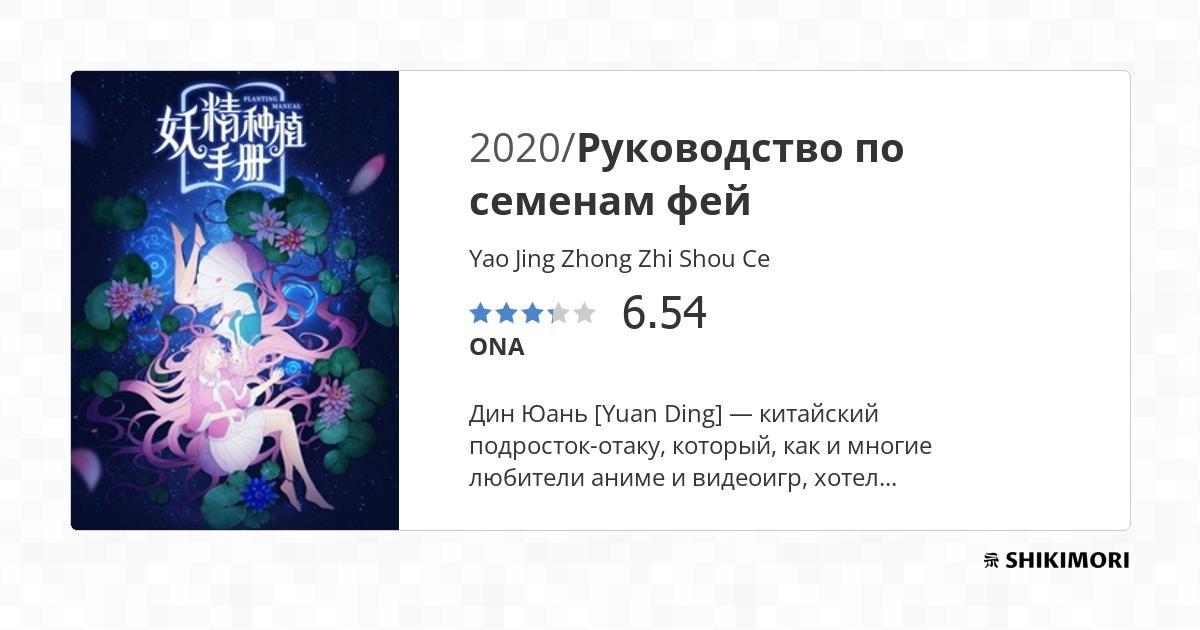 妖精种植
PLANTING
MANUAL
手册
2020/Руководство по
семенам фей
Yao Jing Zhong Zhi Shou Ce
6.54
ONA
Дин Юань [Yuan Ding] — китайский
подросток-отаку, который, как и многие
любители аниме и видеоигр, хотел...
SHIKIMORI